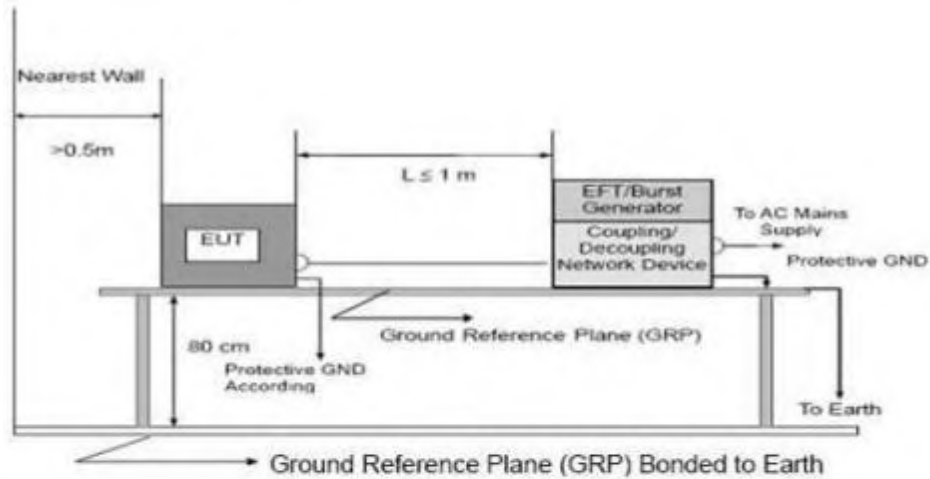 Nearest Wall
>0.5m
L ≤ 1 m
EUT
EFT/Burst
Generator
Coupling/
Decoupling
Network Device
To AC Mains
Supply
Protective GND
Ground Reference Plane (GRP)
80 cm
Protective GND
According
To Earth
Ground Reference Plane (GRP) Bonded to Earth